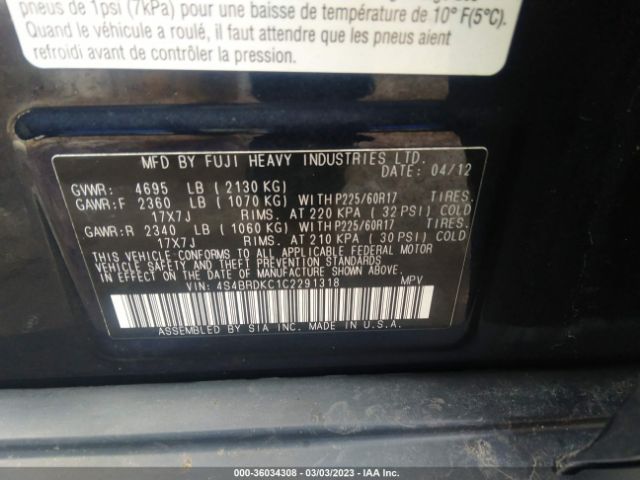 pneus de 1psi (7kPa) pour une baisse de température de 10° F(5°C).
Quand le véhicule a roulé, il faut attendre que les pneus aient
refroidi avant de contrôler la pression.
MFD BY FUJI HEAVY INDUSTRIES LTD.
DATE: 04/12
GVWR: 4695 LB (2130 KG)
GAWR:F 2360 LB (1070 KG) WITH P225/60R17 TIRES.
17X7J RIMS. AT 220 KPA (32 PSI) COLD
GAWR:R 2340 LB (1060 KG) WITH P225/60R17 TIRES.
17X7J RIMS. AT 210 KPA (30 PSI) COLD
THIS VEHICLE CONFORMS TO ALL APPLICABLE FEDERAL MOTOR
VEHICLE SAFETY AND THEFT PREVENTION STANDARDS IN
EFFECT ON THE DATE OF MANUFACTURE SHOWN ABOVE.
VIN: 4S4BRDKC1C2291318 MPV
ASSEMBLED BY SIA INC. MADE IN U.S.A.
000-36034308 - 03/03/2023 - IAA Inc.